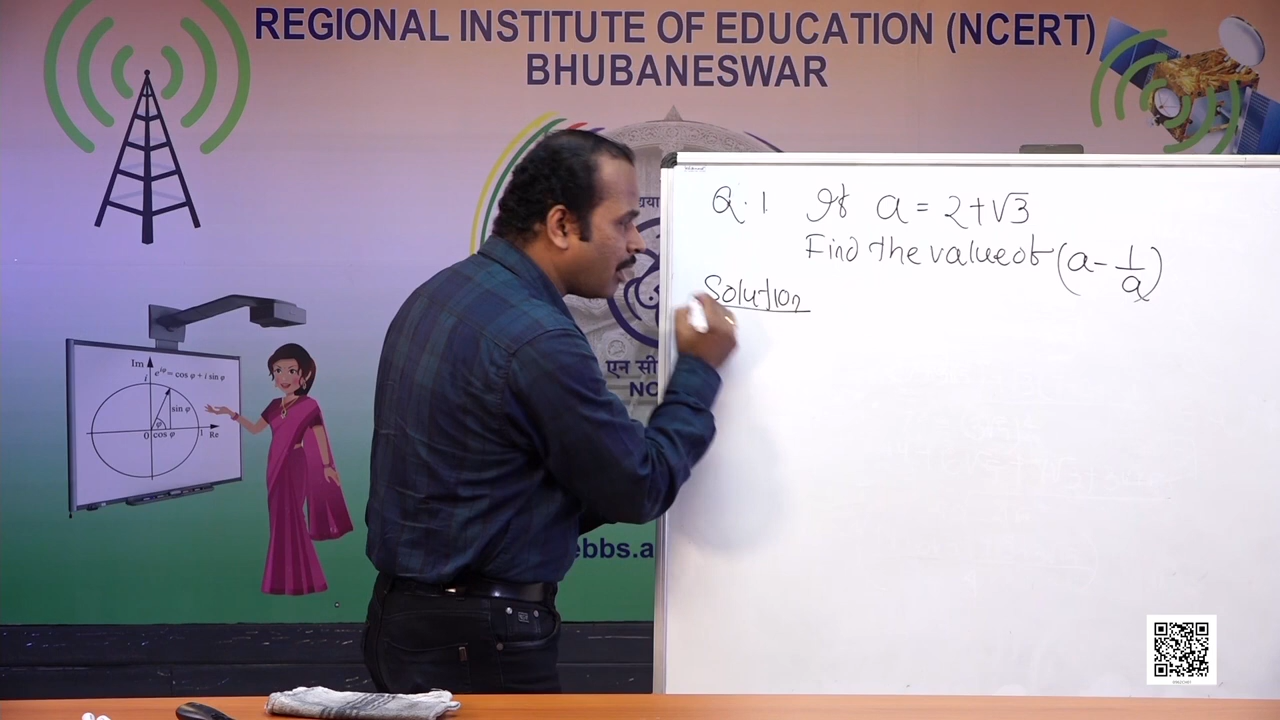 REGIONAL INSTITUTE OF EDUCATION (NCERT)
BHUBANESWAR
Q.1 If a = 2+√3
Find the value of (a - 1/a)
Solution
Im
i
e^iφ = cos φ + i sin φ
sin φ
φ
0 cos φ 1 Re
एन सी
NC
ebbs.a